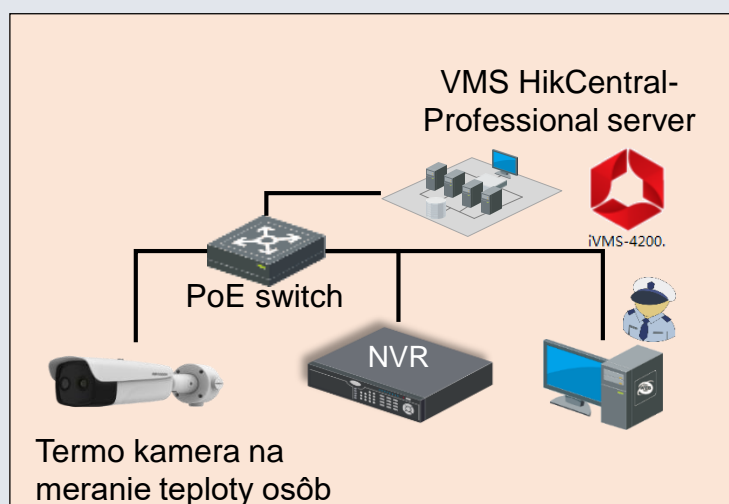 VMS HikCentral-
Professional server
iVMS-4200.
PoE switch
NVR
Termo kamera na
meranie teploty osôb